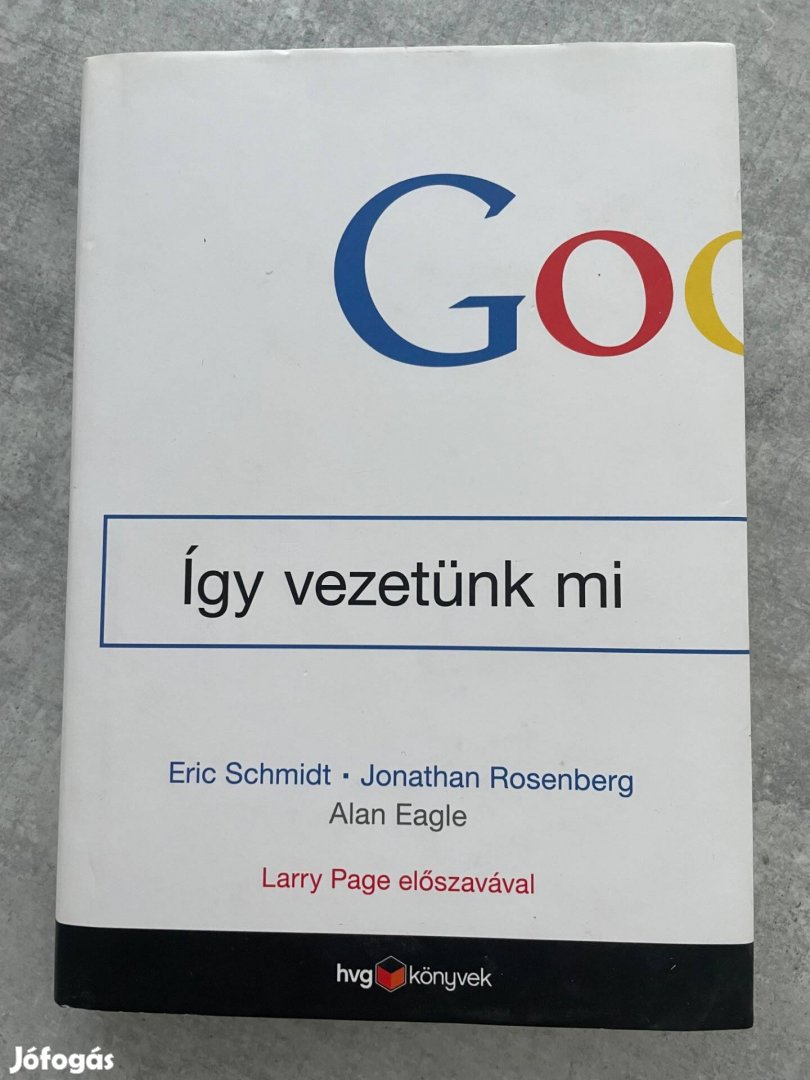 Goo
Így vezetünk mi
Eric Schmidt · Jonathan Rosenberg
Alan Eagle
Larry Page előszavával
hvg könyvek
Jófogás